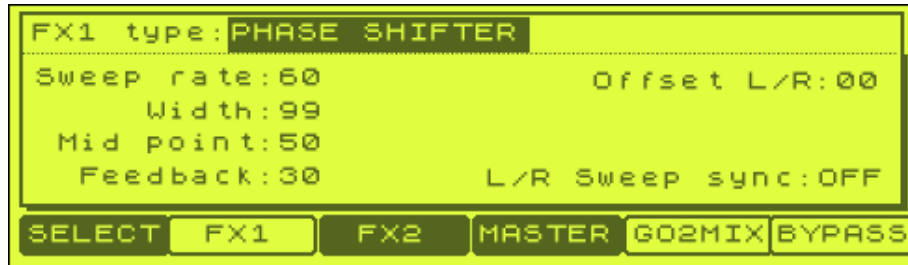 FX1 type:PHASE SHIFTER
Sweep rate:60 Offset L/R:00
Width:99
Mid point:50
Feedback:30 L/R Sweep sync:OFF
SELECT FX1 FX2 MASTER GO2MIX BYPASS